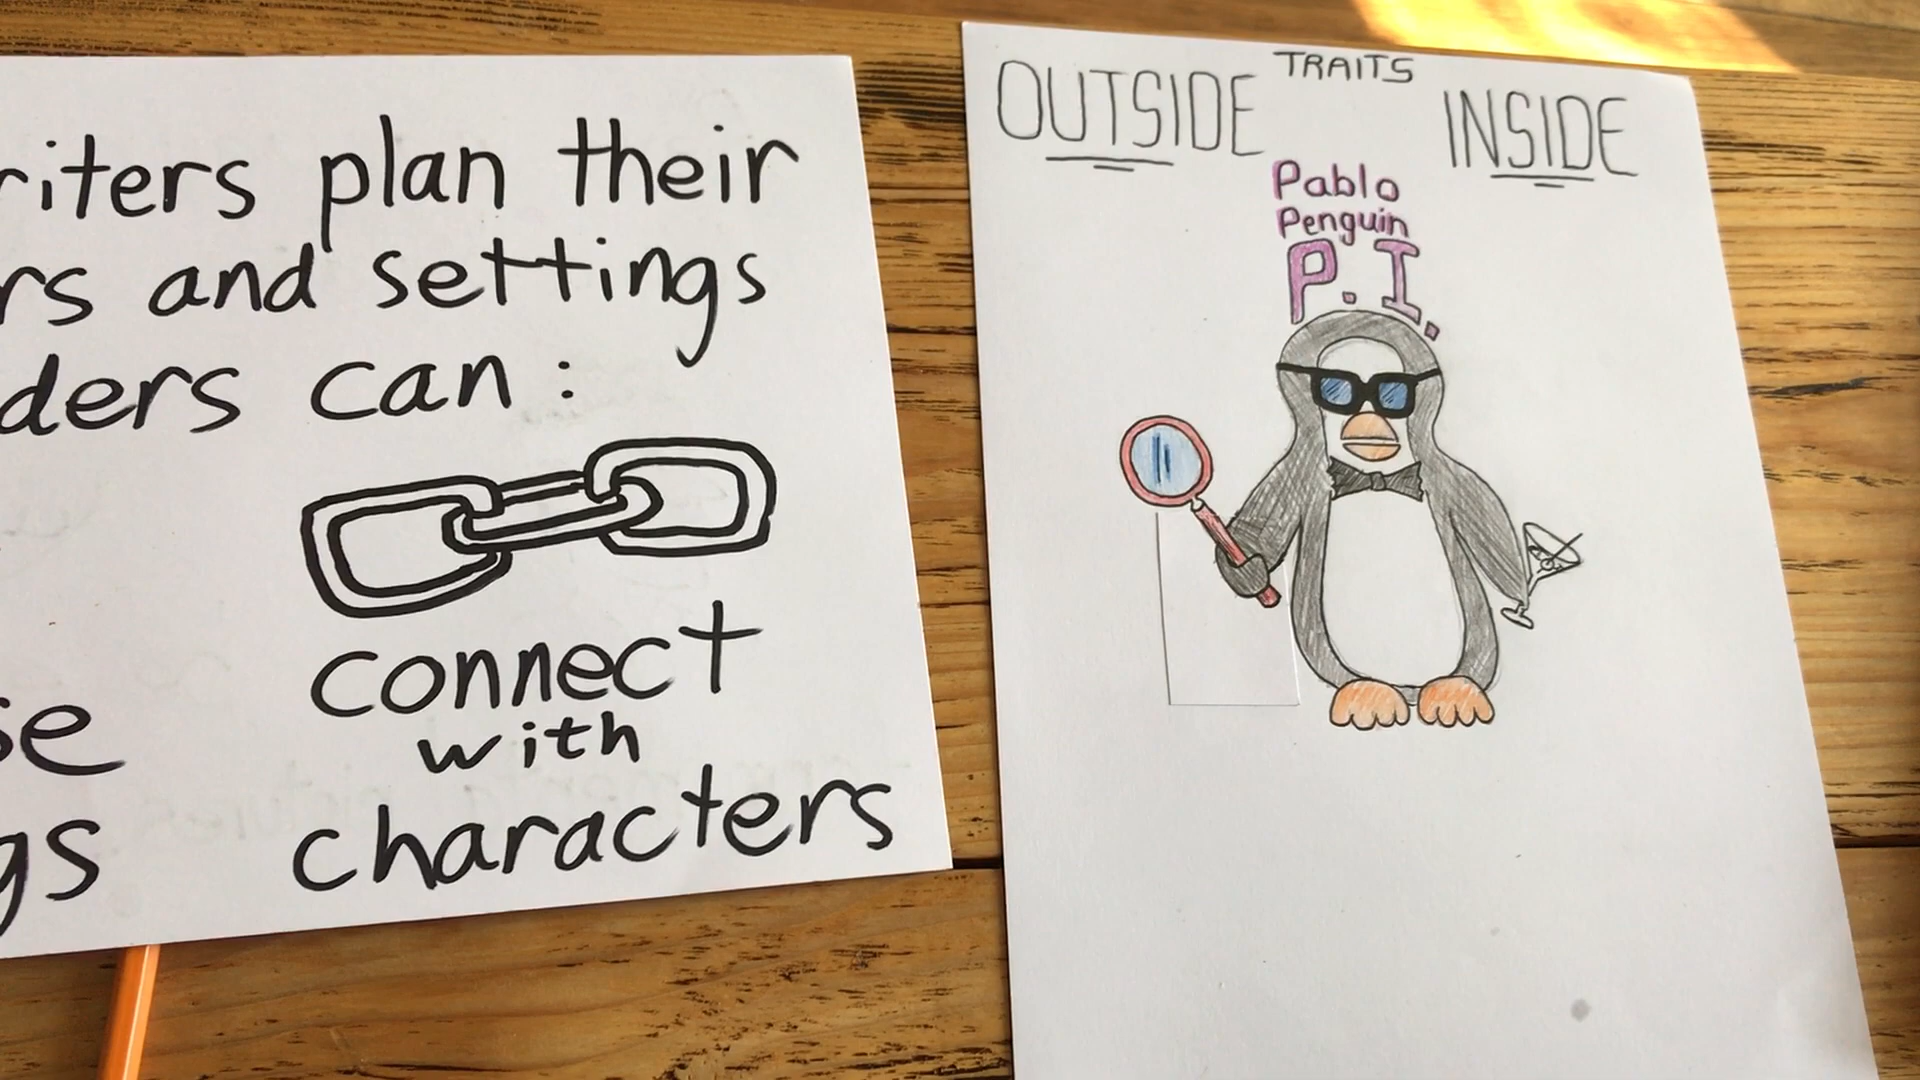 riters plan their
rs and settings
ders can:
connect
with
se
characters
gs
TRAITS
OUTSIDE
INSIDE
Pablo
Penguin
P.I.